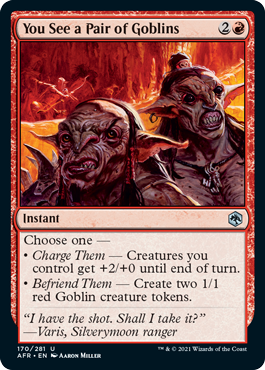 You See a Pair of Goblins 2
Instant
Choose one —
• Charge Them — Creatures you
control get +2/+0 until end of turn.
• Befriend Them — Create two 1/1
red Goblin creature tokens.
"I have the shot. Shall I take it?"
—Varis, Silverymoon ranger
170/281 U
AFR • EN Aaron Miller ™ & © 2021 Wizards of the Coast